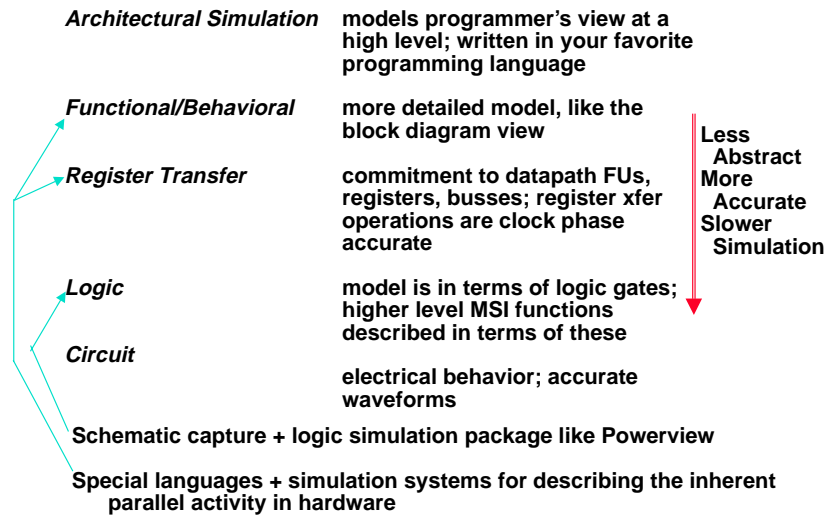 Architectural Simulation
models programmer's view at a
high level; written in your favorite
programming language
Functional/Behavioral
more detailed model, like the
block diagram view
Register Transfer
commitment to datapath FUs,
registers, busses; register xfer
operations are clock phase
accurate
Logic
model is in terms of logic gates;
higher level MSI functions
described in terms of these
Circuit
electrical behavior; accurate
waveforms
Less
Abstract
More
Accurate
Slower
Simulation
Schematic capture + logic simulation package like Powerview
Special languages + simulation systems for describing the inherent
parallel activity in hardware